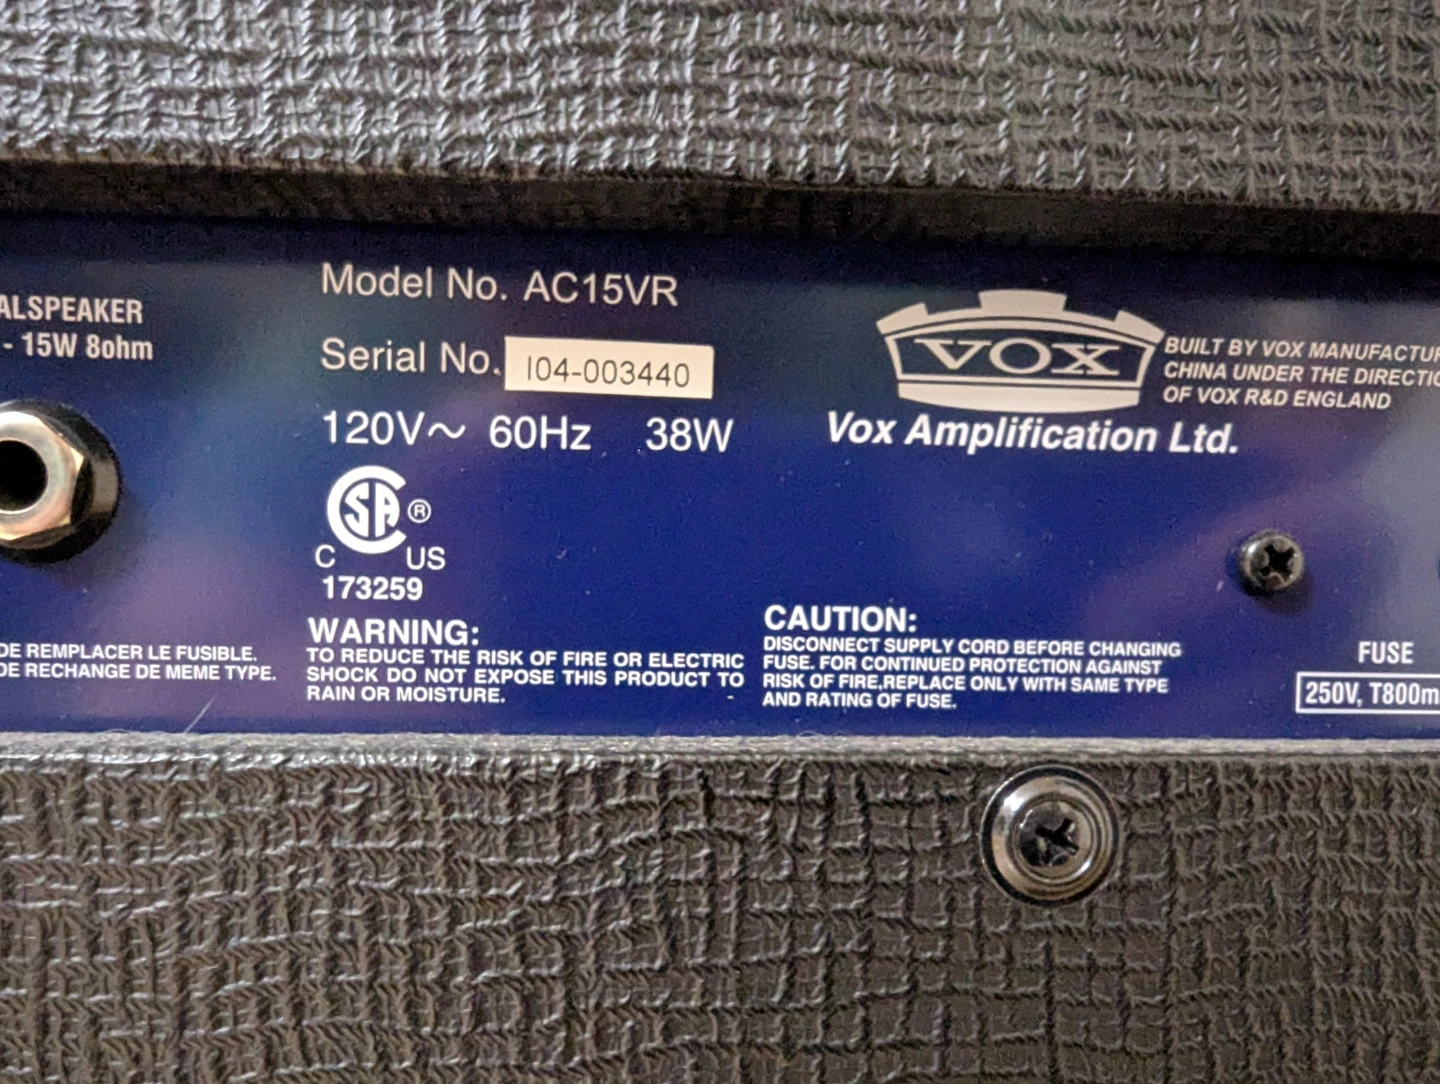 ALSPEAKER
- 15W 8ohm
DE REMPLACER LE FUSIBLE.
DE RECHANGE DE MEME TYPE.
Model No. AC15VR
Serial No. I04-003440
120V~ 60Hz 38W
CSA ®
C US
173259
WARNING:
TO REDUCE THE RISK OF FIRE OR ELECTRIC
SHOCK DO NOT EXPOSE THIS PRODUCT TO
RAIN OR MOISTURE.
VOX
BUILT BY VOX MANUFACTUR
CHINA UNDER THE DIRECTIO
OF VOX R&D ENGLAND
Vox Amplification Ltd.
CAUTION:
DISCONNECT SUPPLY CORD BEFORE CHANGING
FUSE. FOR CONTINUED PROTECTION AGAINST
RISK OF FIRE,REPLACE ONLY WITH SAME TYPE
AND RATING OF FUSE.
FUSE
250V, T800m